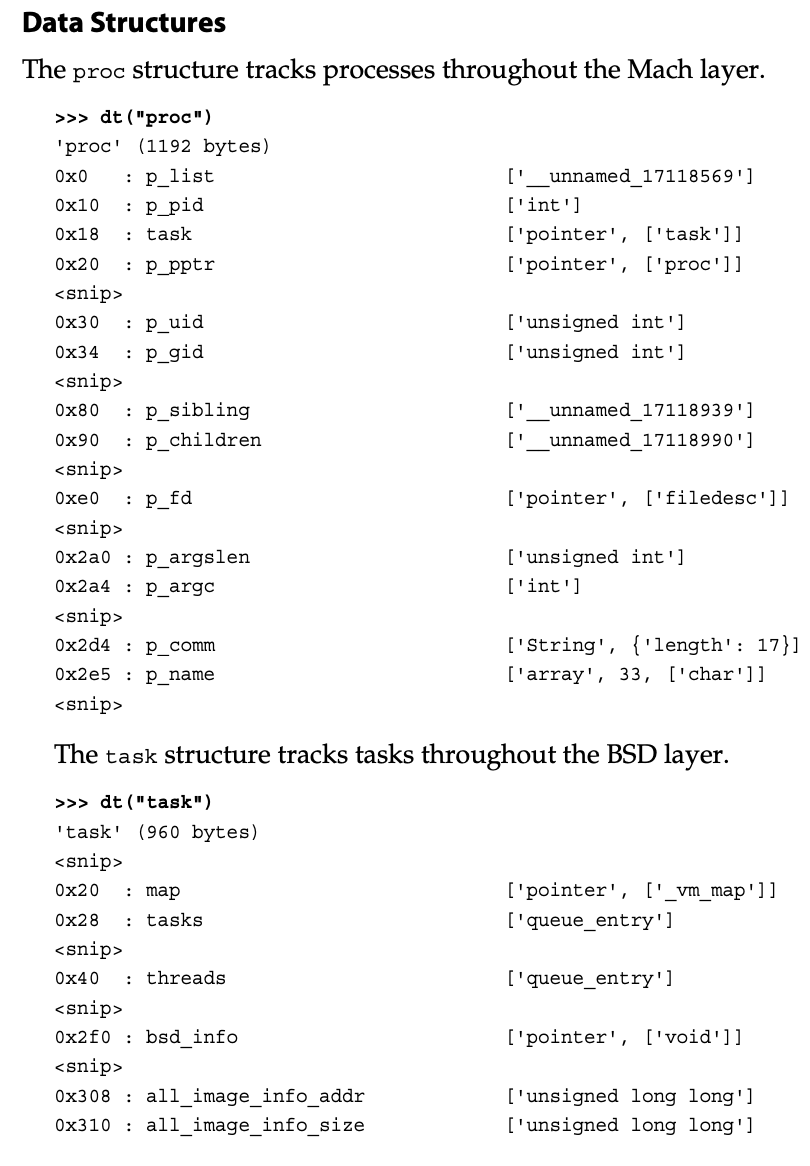 Data Structures
The proc structure tracks processes throughout the Mach layer.
>>> dt("proc")
'proc' (1192 bytes)
0x0   : p_list                         ['__unnamed_17118569']
0x10  : p_pid                          ['int']
0x18  : task                           ['pointer', ['task']]
0x20  : p_pptr                         ['pointer', ['proc']]
<snip>
0x30  : p_uid                          ['unsigned int']
0x34  : p_gid                          ['unsigned int']
<snip>
0x80  : p_sibling                      ['__unnamed_17118939']
0x90  : p_children                     ['__unnamed_17118990']
<snip>
0xe0  : p_fd                           ['pointer', ['filedesc']]
<snip>
0x2a0 : p_argslen                      ['unsigned int']
0x2a4 : p_argc                         ['int']
<snip>
0x2d4 : p_comm                         ['String', {'length': 17}]
0x2e5 : p_name                         ['array', 33, ['char']]
<snip>
The task structure tracks tasks throughout the BSD layer.
>>> dt("task")
'task' (960 bytes)
<snip>
0x20  : map                            ['pointer', ['_vm_map']]
0x28  : tasks                          ['queue_entry']
<snip>
0x40  : threads                        ['queue_entry']
<snip>
0x2f0 : bsd_info                       ['pointer', ['void']]
<snip>
0x308 : all_image_info_addr            ['unsigned long long']
0x310 : all_image_info_size            ['unsigned long long']